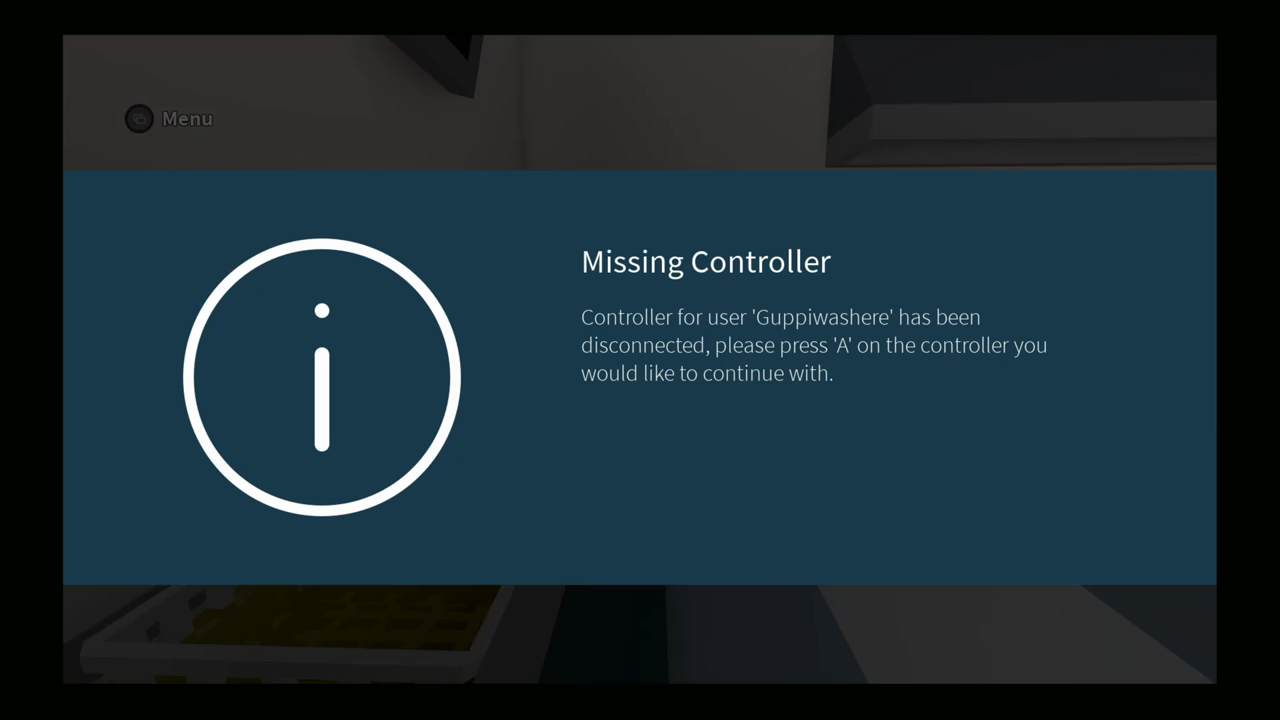 Menu
Missing Controller
Controller for user 'Guppiwashere' has been
disconnected, please press 'A' on the controller you
would like to continue with.